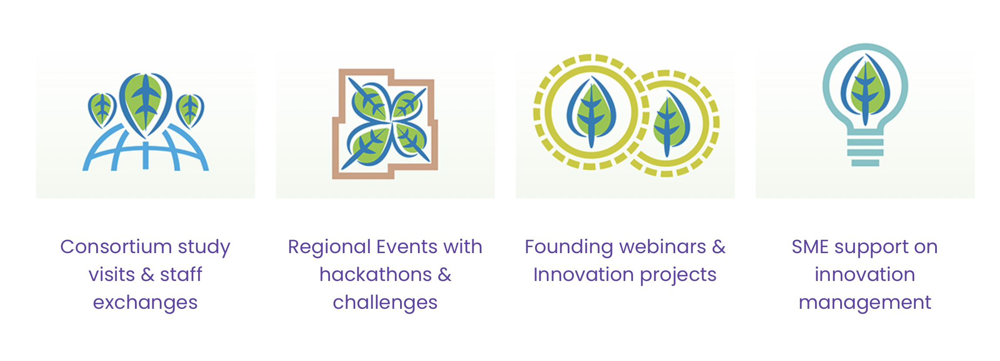 Consortium study
visits & staff
exchanges
Regional Events with
hackathons &
challenges
Founding webinars &
Innovation projects
SME support on
innovation
management